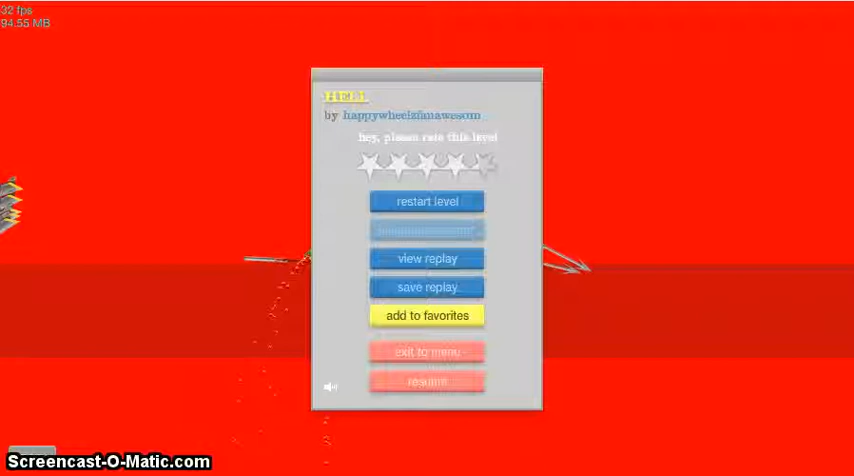 32 fps
94.55 MB
HELL
by happywheelzfanawesom
hey, please rate this level
restart level
view replay
save replay
add to favorites
exit to menu
resume
Screencast-O-Matic.com